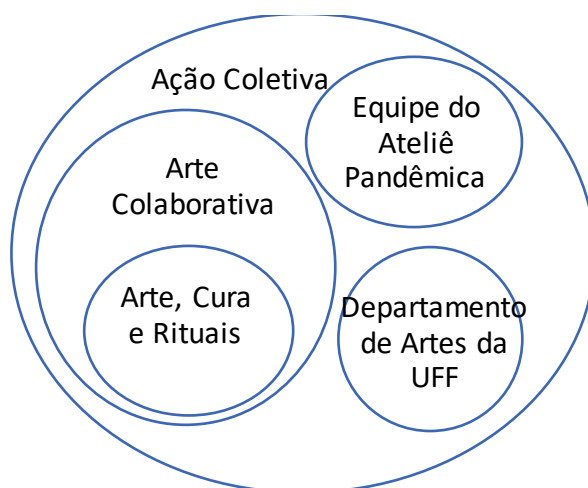 Ação Coletiva
Equipe do
Ateliê
Pandêmica
Arte
Colaborativa
Arte, Cura
e Rituais
Departamento
de Artes da
UFF